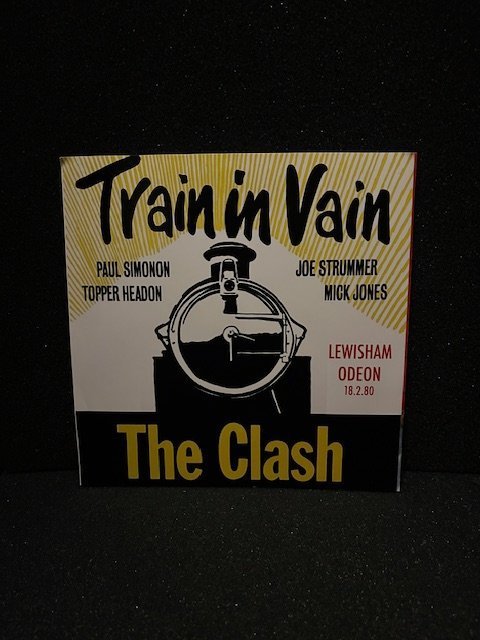 Train in Vain
PAUL SIMONON
TOPPER HEADON
JOE STRUMMER
MICK JONES
LEWISHAM
ODEON
18.2.80
The Clash